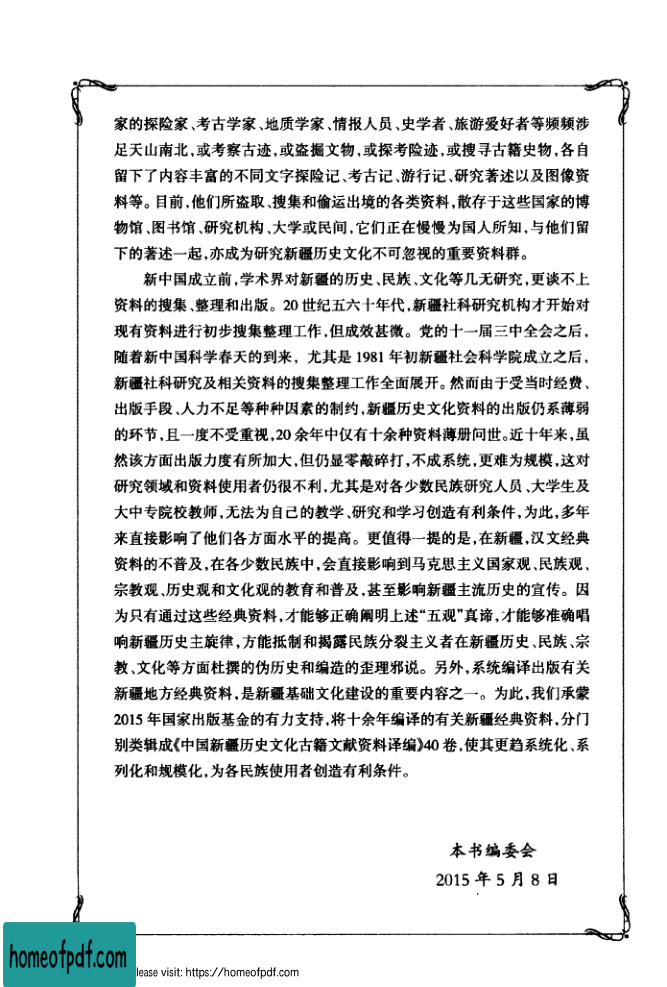 家的探险家、考古学家、地质学家、情报人员、史学者、旅游爱好者等频频涉
足天山南北,或考察古迹,或盗掘文物,或探考险迹,或搜寻古籍史物,各自
留下了内容丰富的不同文字探险记、考古记、游行记、研究著述以及图像资
料等。目前,他们所盗取、搜集和偷运出境的各类资料,散存于这些国家的博
物馆、图书馆、研究机构、大学或民间,它们正在慢慢为国人所知,与他们留
下的著述一起,亦成为研究新疆历史文化不可忽视的重要资料群。
新中国成立前,学术界对新疆的历史、民族、文化等几无研究,更谈不上
资料的搜集、整理和出版。20世纪五六十年代,新疆社科研究机构才开始对
现有资料进行初步搜集整理工作,但成效甚微。党的十一届三中全会之后,
随着新中国科学春天的到来,尤其是1981年初新疆社会科学院成立之后,
新疆社科研究及相关资料的搜集整理工作全面展开。然而由于受当时经费、
出版手段、人力不足等种种因素的制约,新疆历史文化资料的出版仍系薄弱
的环节,且一度不受重视,20余年中仅有十余种资料薄册问世。近十年来,虽
然该方面出版力度有所加大,但仍显零敲碎打,不成系统,更难为规模,这对
研究领域和资料使用者仍很不利,尤其是对各少数民族研究人员、大学生及
大中专院校教师,无法为自己的教学、研究和学习创造有利条件,为此,多年
来直接影响了他们各方面水平的提高。更值得一提的是,在新疆,汉文经典
资料的不普及,在各少数民族中,会直接影响到马克思主义国家观、民族观、
宗教观、历史观和文化观的教育和普及,甚至影响新疆主流历史的宣传。因
为只有通过这些经典资料,才能够正确阐明上述“五观”真谛,才能够准确唱
响新疆历史主旋律,方能抵制和揭露民族分裂主义者在新疆历史、民族、宗
教、文化等方面杜撰的伪历史和编造的歪理邪说。另外,系统编译出版有关
新疆地方经典资料,是新疆基础文化建设的重要内容之一。为此,我们承蒙
2015年国家出版基金的有力支持,将十余年编译的有关新疆经典资料,分门
别类辑成《中国新疆历史文化古籍文献资料译编》40卷,使其更趋系统化、系
列化和规模化,为各民族使用者创造有利条件。
本书编委会
2015年5月8日
homeofpdf.com
lease visit: https://homeofpdf.com